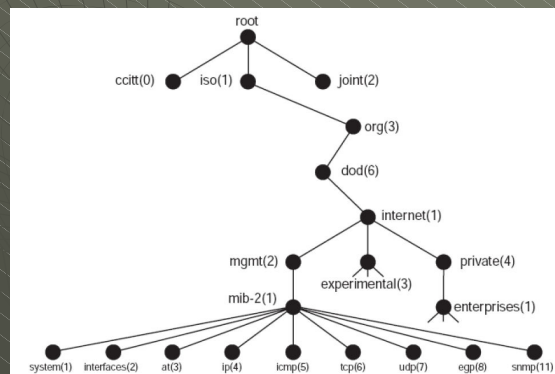 root
ccitt(0) iso(1) joint(2)
org(3)
dod(6)
internet(1)
mgmt(2) experimental(3) private(4)
mib-2(1) enterprises(1)
system(1) interfaces(2) at(3) ip(4) icmp(5) tcp(6) udp(7) egp(8) snmp(11)